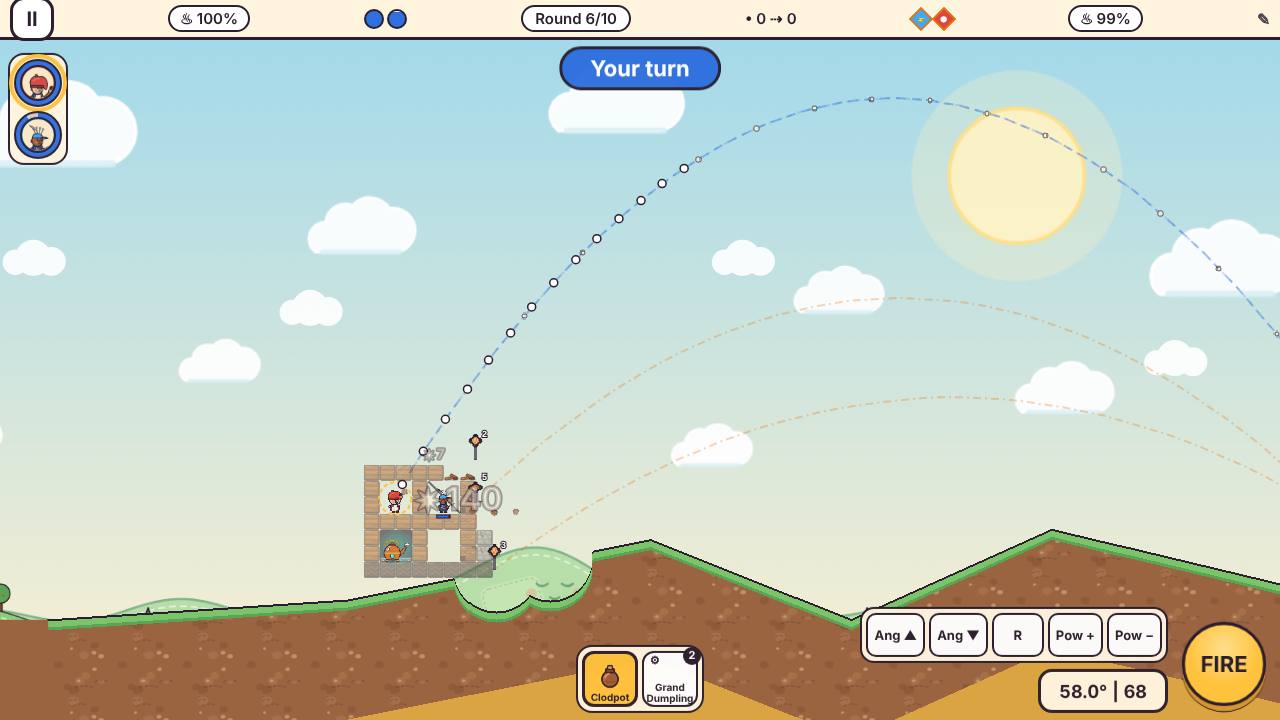 100%
Round 6/10
• 0 ⇢ 0
99%
Your turn
2
7
5
140
3
Ang ▲
Ang ▼
R
Pow +
Pow −
FIRE
58.0° | 68
Clodpot
2
Grand
Dumpling